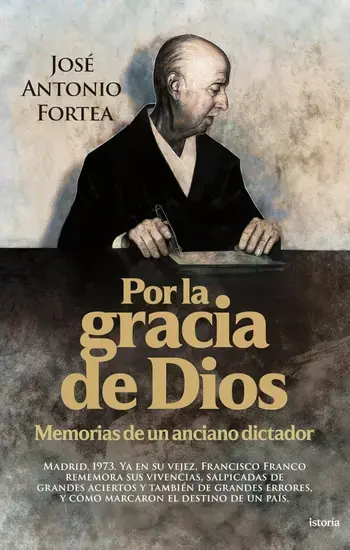 JOSÉ
ANTONIO
FORTEA
Por la
gracia
de Dios
Memorias de un anciano dictador
MADRID, 1973. YA EN SU VEJEZ, FRANCISCO FRANCO
REMEMORA SUS VIVENCIAS, SALPICADAS DE
GRANDES ACIERTOS Y TAMBIÉN DE GRANDES ERRORES,
Y CÓMO MARCARON EL DESTINO DE UN PAÍS.
istoria